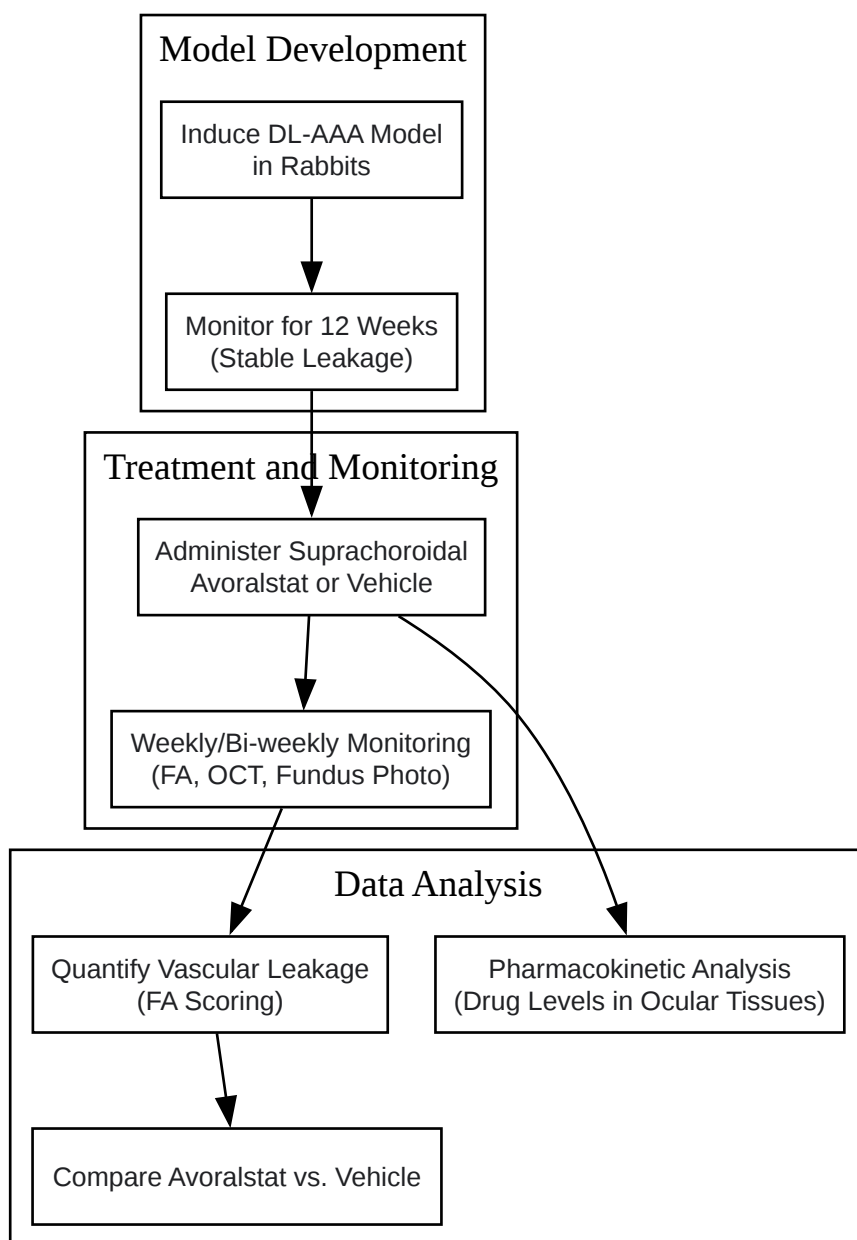 Model Development
Induce DL-AAA Model
in Rabbits
Monitor for 12 Weeks
(Stable Leakage)
Treatment and Monitoring
Administer Suprachoroidal
Avoralstat or Vehicle
Weekly/Bi-weekly Monitoring
(FA, OCT, Fundus Photo)
Data Analysis
Quantify Vascular Leakage
(FA Scoring)
Pharmacokinetic Analysis
(Drug Levels in Ocular Tissues)
Compare Avoralstat vs. Vehicle